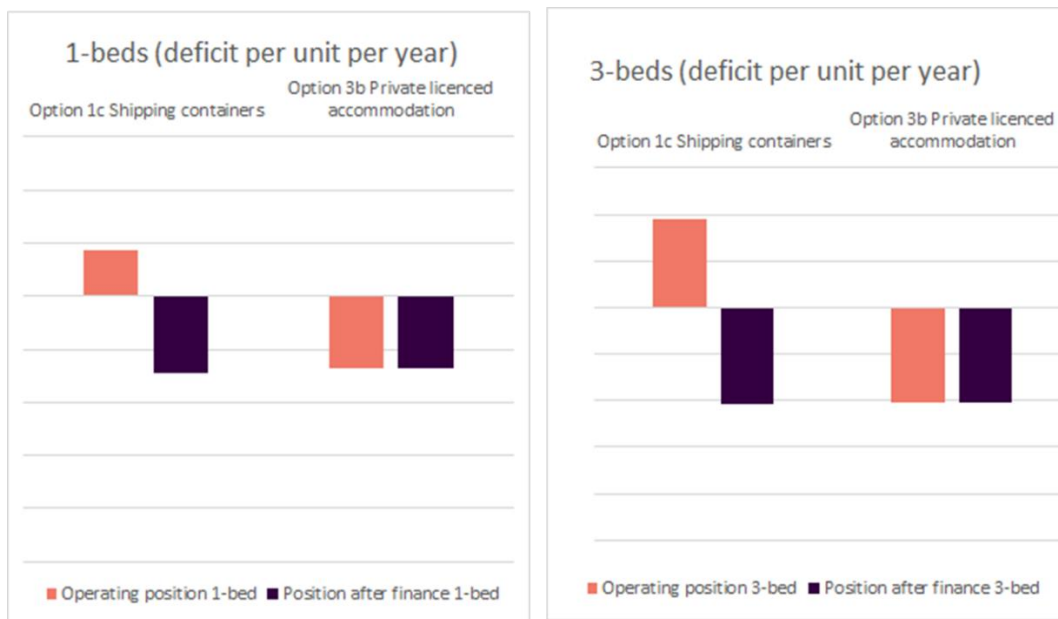 1-beds (deficit per unit per year)
Option 1c Shipping containers
Option 3b Private licenced
accommodation
Operating position 1-bed
Position after finance 1-bed
3-beds (deficit per unit per year)
Option 1c Shipping containers
Option 3b Private licenced
accommodation
Operating position 3-bed
Position after finance 3-bed